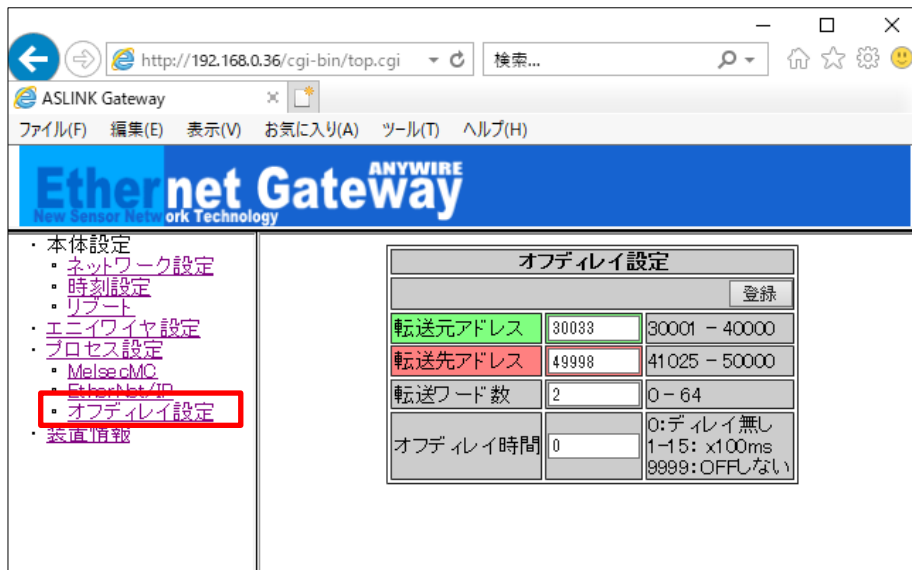 http://192.168.0.36/cgi-bin/top.cgi
検索...
ASLINK Gateway
ファイル(F) 編集(E) 表示(V) お気に入り(A) ツール(T) ヘルプ(H)
Ethernet Gateway
ANYWIRE
New Sensor Network Technology
・ 本体設定
ネットワーク設定
時刻設定
リブート
・ エニイワイヤ設定
・ プロセス設定
MelsecMC
EtherNet/IP
オフディレイ設定
・ 装置情報
オフディレイ設定
登録
転送元アドレス 30033 30001 - 40000
転送先アドレス 49998 41025 - 50000
転送ワード数 2 0 - 64
オフディレイ時間 0 0:ディレイ無し
1-15: x100ms
9999:OFFしない